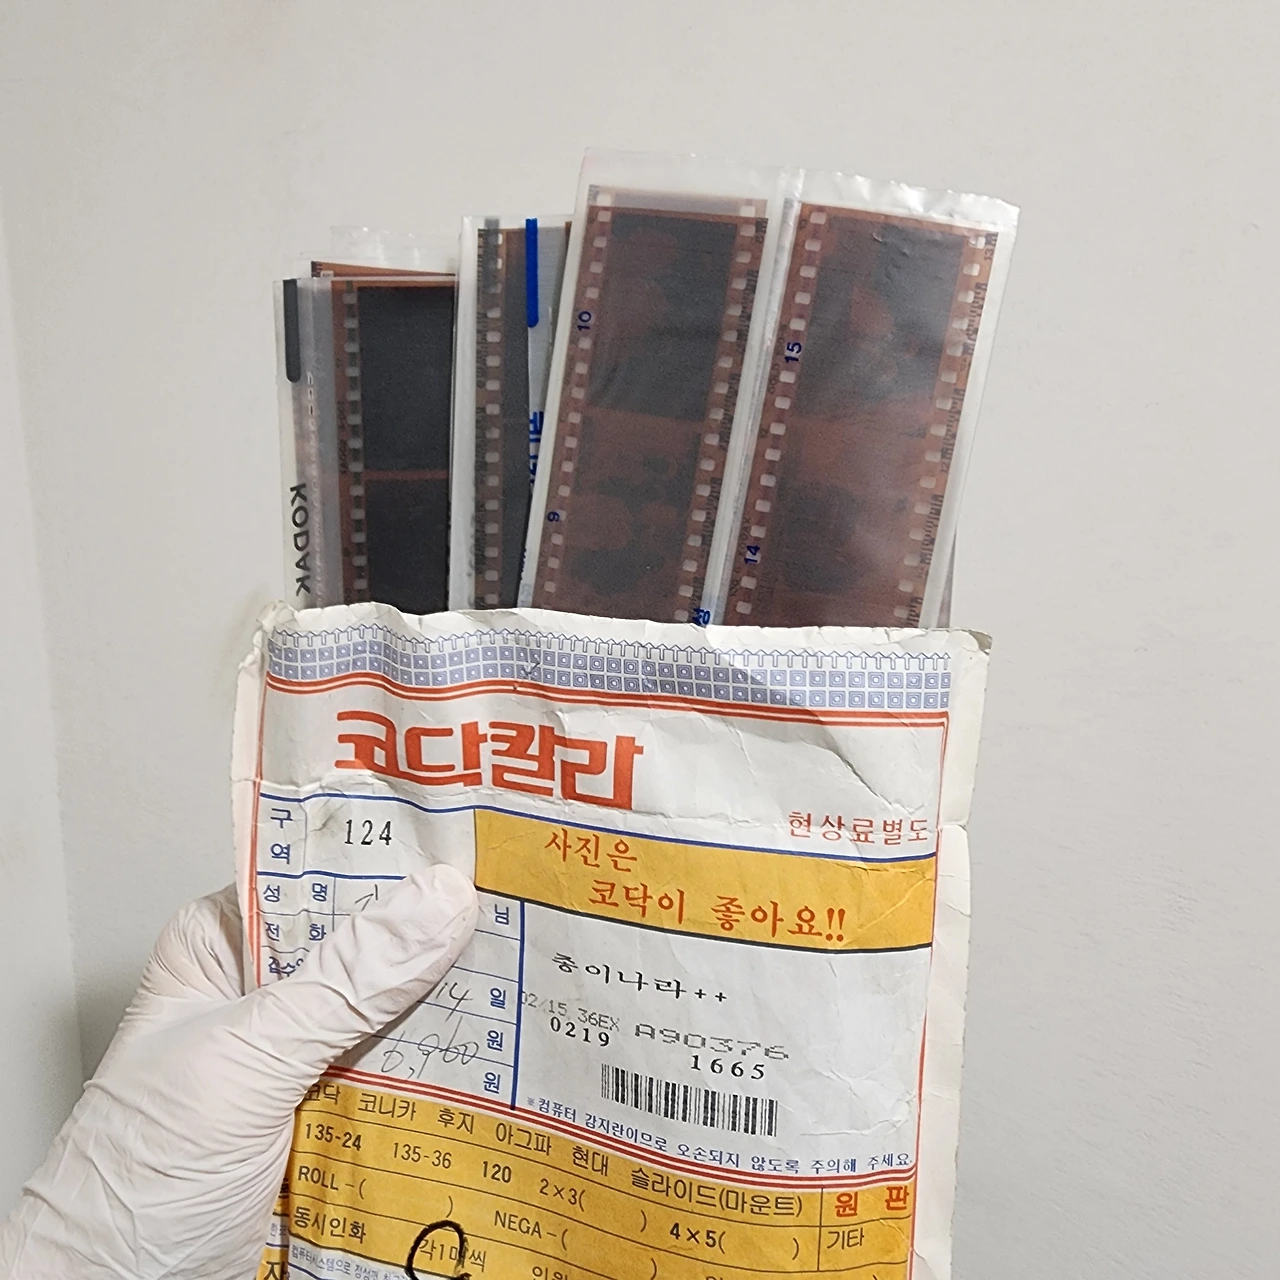 10
15
9
14
KODAK
코닥칼라
현상료별도
구역 124
사진은
코닥이 좋아요!!
성 명 님
전 화
종이나라++
14 일
02/15 36EX A90376
0219 1665
6,900 원
원
※컴퓨터 감지란이므로 오손되지 않도록 주의해 주세요.
코닥 코니카 후지 아그파 현대 슬라이드(마운트) 원 판
135-24 135-36 120 2×3( ) 4×5( ) 기타
ROLL-( ) NEGA-( )
동시인화 각1매씩